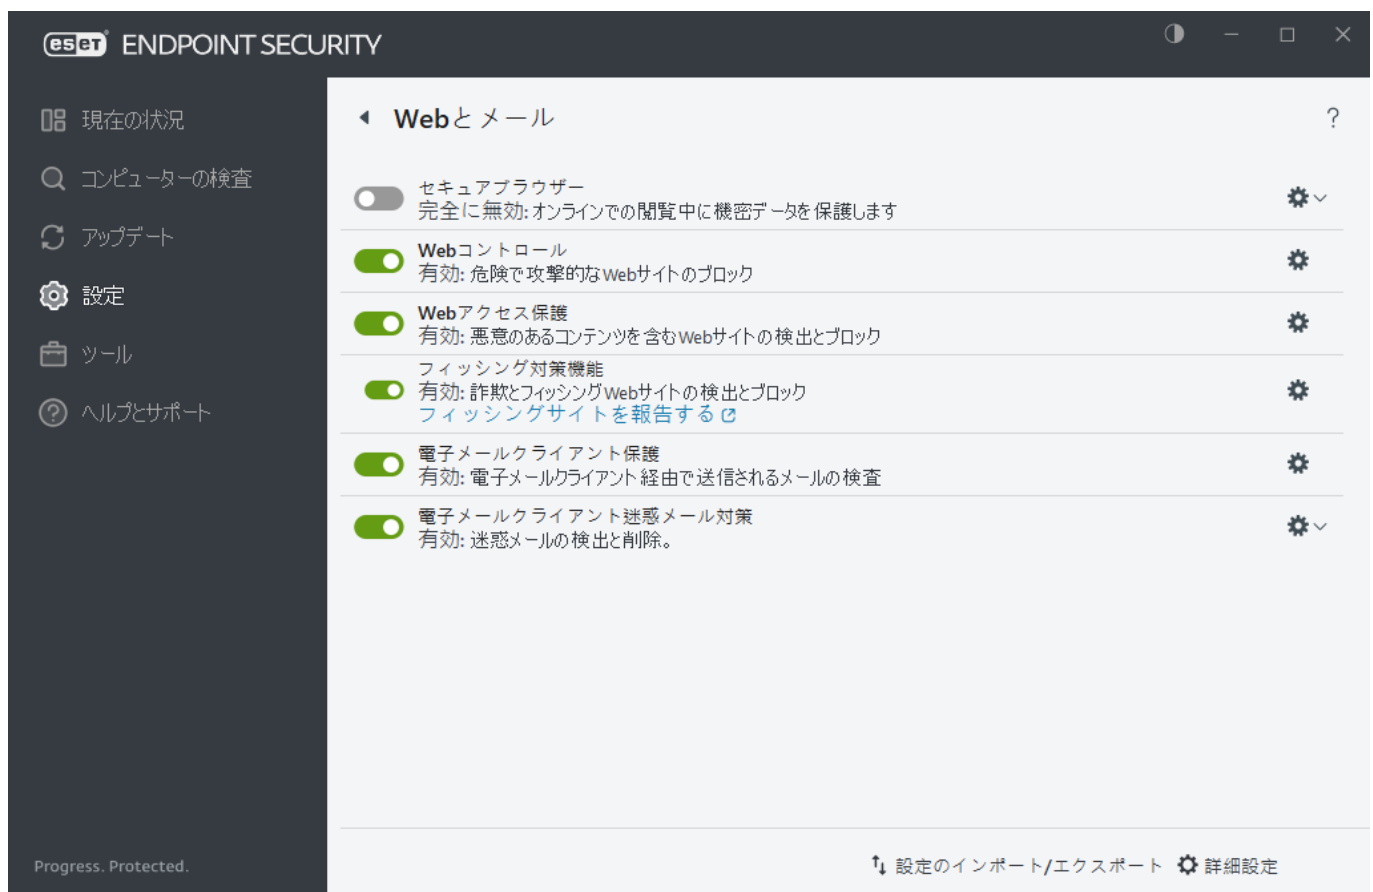 eset ENDPOINT SECURITY
現在の状況
コンピューターの検査
アップデート
設定
ツール
ヘルプとサポート
Progress. Protected.
Webとメール
?
セキュアブラウザー
完全に無効:オンラインでの閲覧中に機密データを保護します
Webコントロール
有効: 危険で攻撃的なWebサイトのブロック
Webアクセス保護
有効: 悪意のあるコンテンツを含むWebサイトの検出とブロック
フィッシング対策機能
有効: 詐欺とフィッシングWebサイトの検出とブロック
フィッシングサイトを報告する
電子メールクライアント保護
有効: 電子メールクライアント経由で送信されるメールの検査
電子メールクライアント迷惑メール対策
有効: 迷惑メールの検出と削除。
設定のインポート/エクスポート 詳細設定